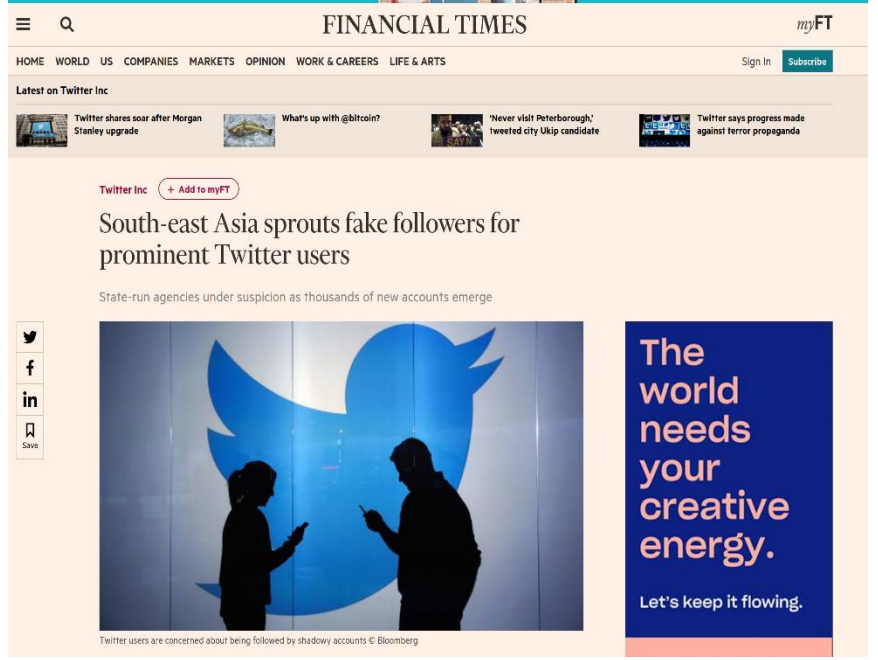 FINANCIAL TIMES
myFT
HOME WORLD US COMPANIES MARKETS OPINION WORK & CAREERS LIFE & ARTS
Sign In Subscribe
Latest on Twitter Inc
Twitter shares soar after Morgan
Stanley upgrade
What's up with @bitcoin?
'Never visit Peterborough,'
tweeted city Ukip candidate
SAY N
Twitter says progress made
against terror propaganda
Twitter Inc + Add to myFT
South-east Asia sprouts fake followers for
prominent Twitter users
State-run agencies under suspicion as thousands of new accounts emerge
f
in
Save
Twitter users are concerned about being followed by shadowy accounts © Bloomberg
The
world
needs
your
creative
energy.
Let's keep it flowing.